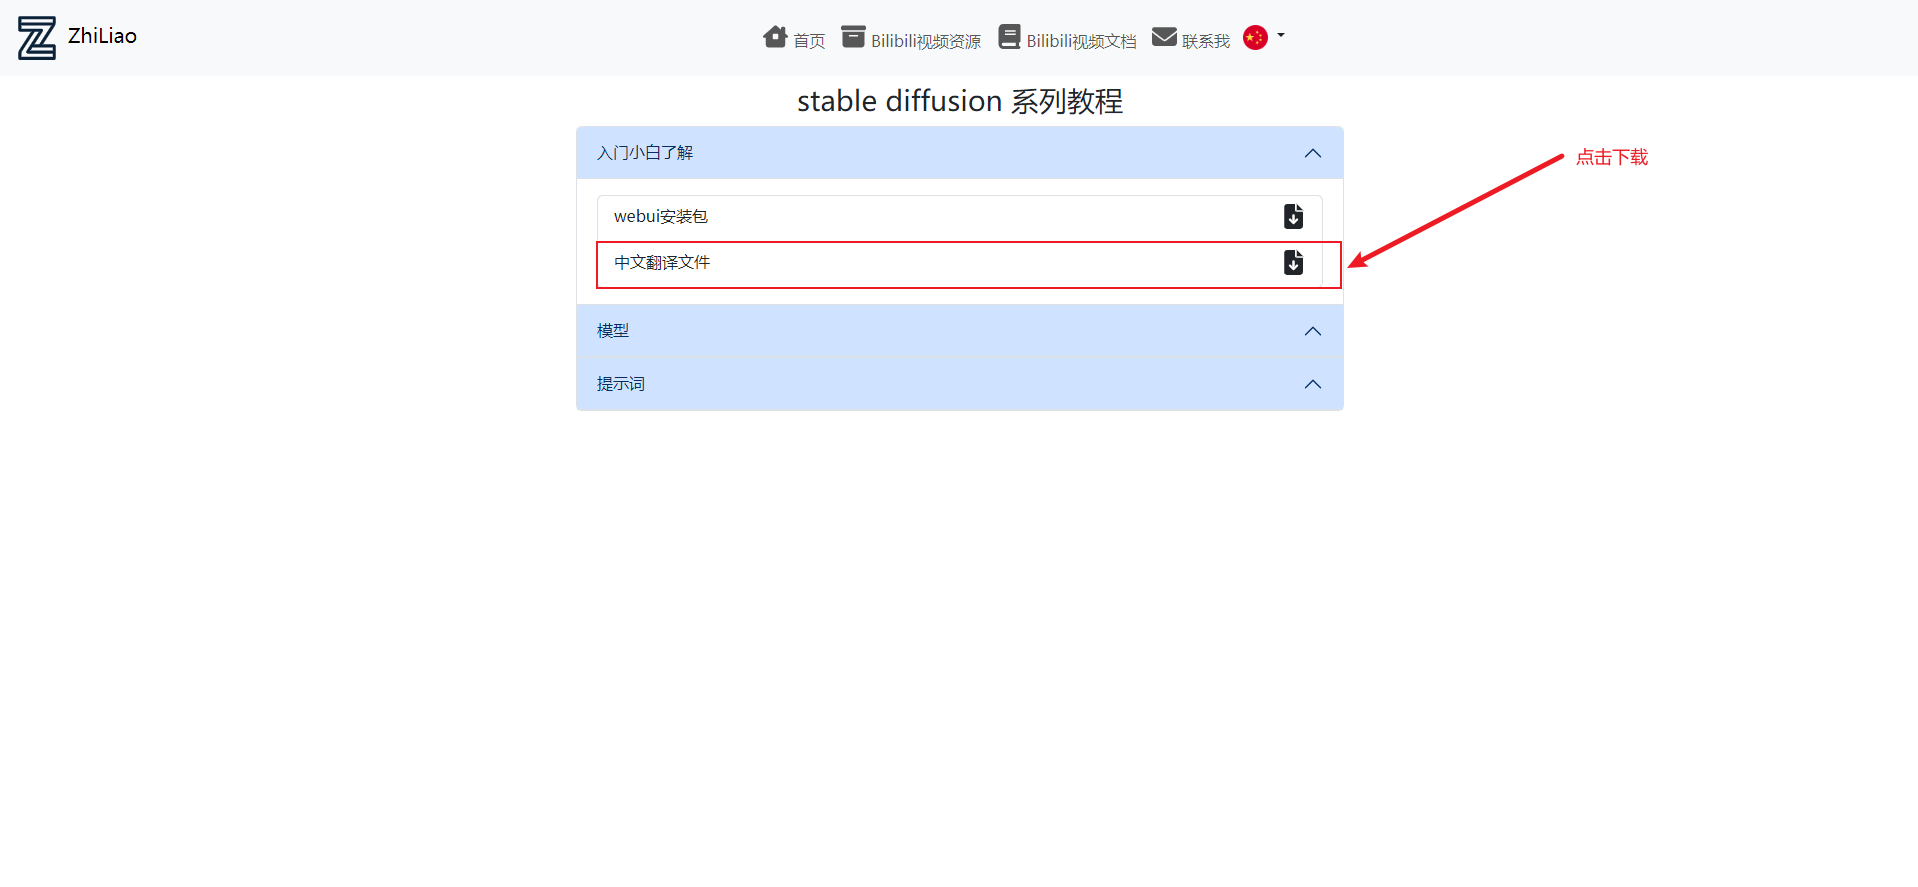 ZhiLiao
首页 Bilibili视频资源 Bilibili视频文档 联系我
stable diffusion 系列教程
入门小白了解
点击下载
webui安装包
中文翻译文件
模型
提示词